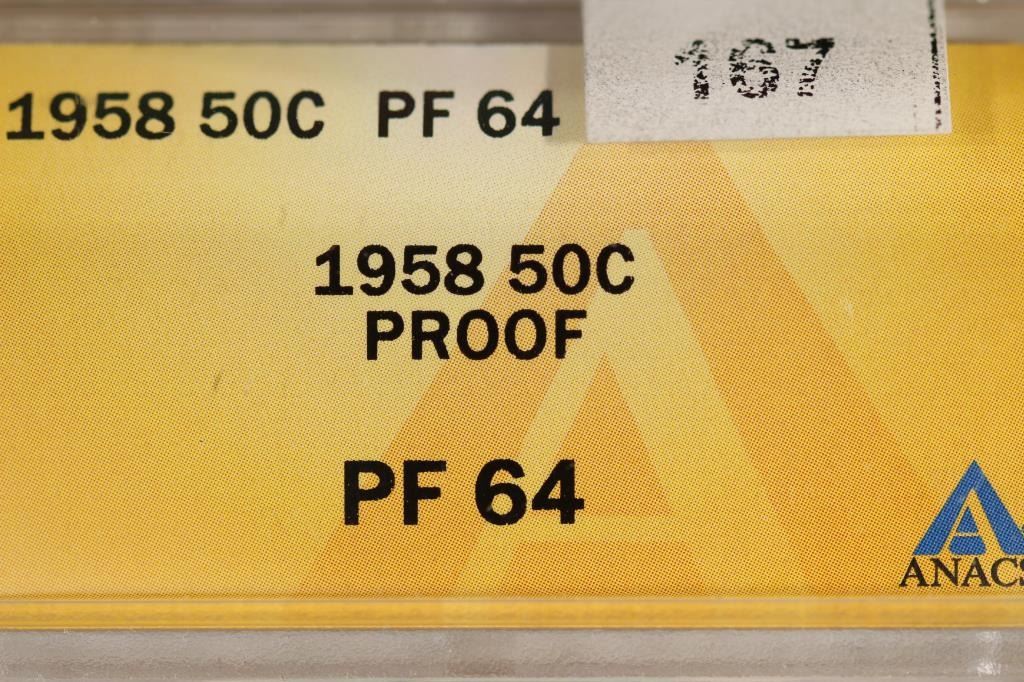 167
1958 50C PF 64
1958 50C
PROOF
PF 64
ANACS